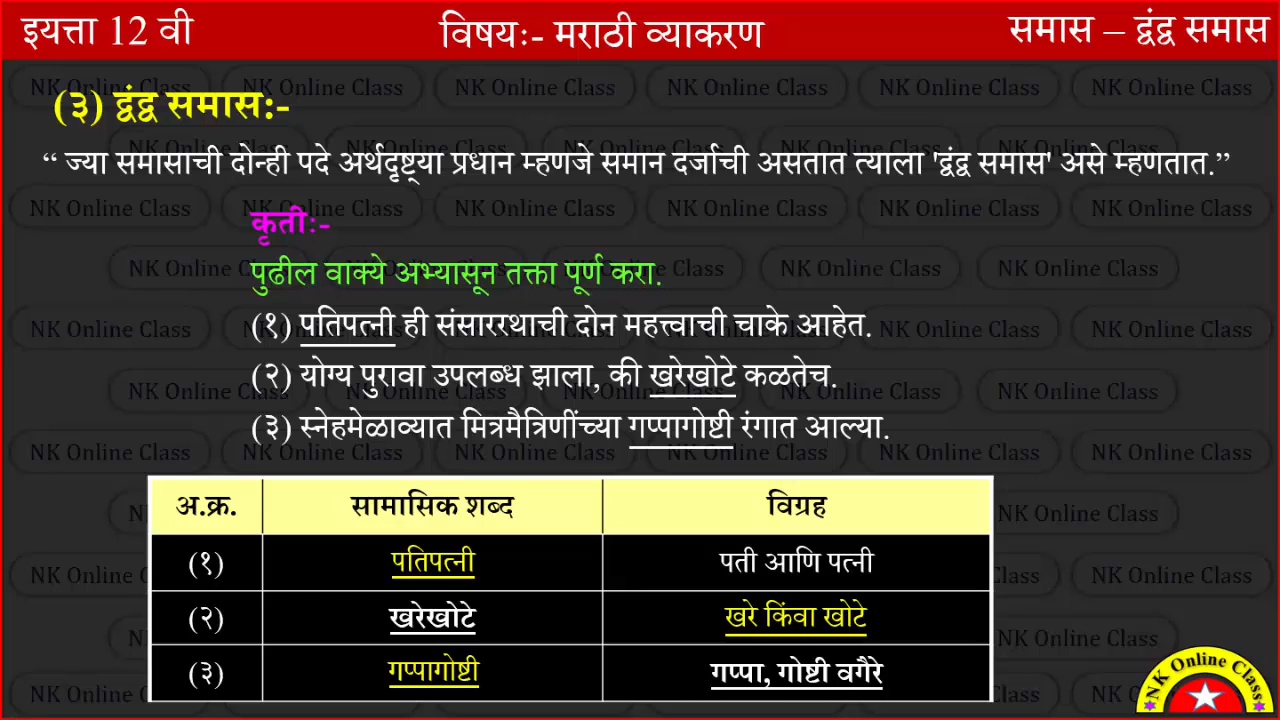 इयत्ता 12 वी विषयः- मराठी व्याकरण समास – द्वंद्व समास
(३) द्वंद्व समास:-
“ ज्या समासाची दोन्ही पदे अर्थदृष्ट्या प्रधान म्हणजे समान दर्जाची असतात त्याला 'द्वंद्व समास' असे म्हणतात.”
कृतीः-
पुढील वाक्ये अभ्यासून तक्ता पूर्ण करा.
(१) पतिपत्नी ही संसाररथाची दोन महत्त्वाची चाके आहेत.
(२) योग्य पुरावा उपलब्ध झाला, की खरेखोटे कळतेच.
(३) स्नेहमेळाव्यात मित्रमैत्रिणींच्या गप्पागोष्टी रंगात आल्या.
अ.क्र. सामासिक शब्द विग्रह
(१) पतिपत्नी पती आणि पत्नी
(२) खरेखोटे खरे किंवा खोटे
(३) गप्पागोष्टी गप्पा, गोष्टी वगैरे
NK Online Class